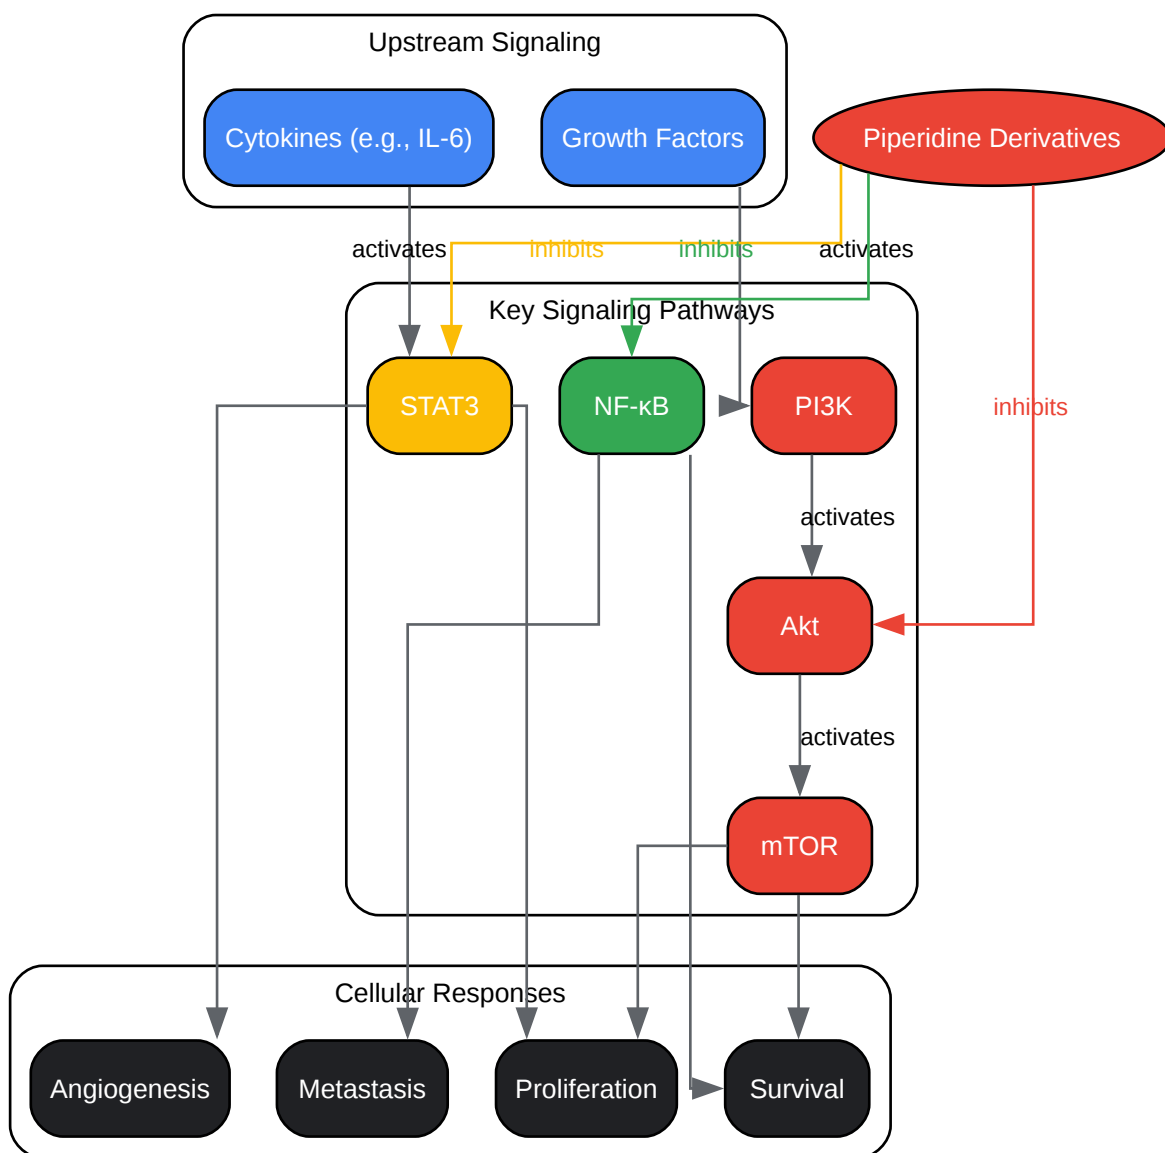 Upstream Signaling
Cytokines (e.g., IL-6)
Growth Factors
Piperidine Derivatives
activates
inhibits
inhibits
activates
Key Signaling Pathways
STAT3
NF-κB
PI3K
inhibits
activates
Akt
activates
mTOR
Cellular Responses
Angiogenesis
Metastasis
Proliferation
Survival